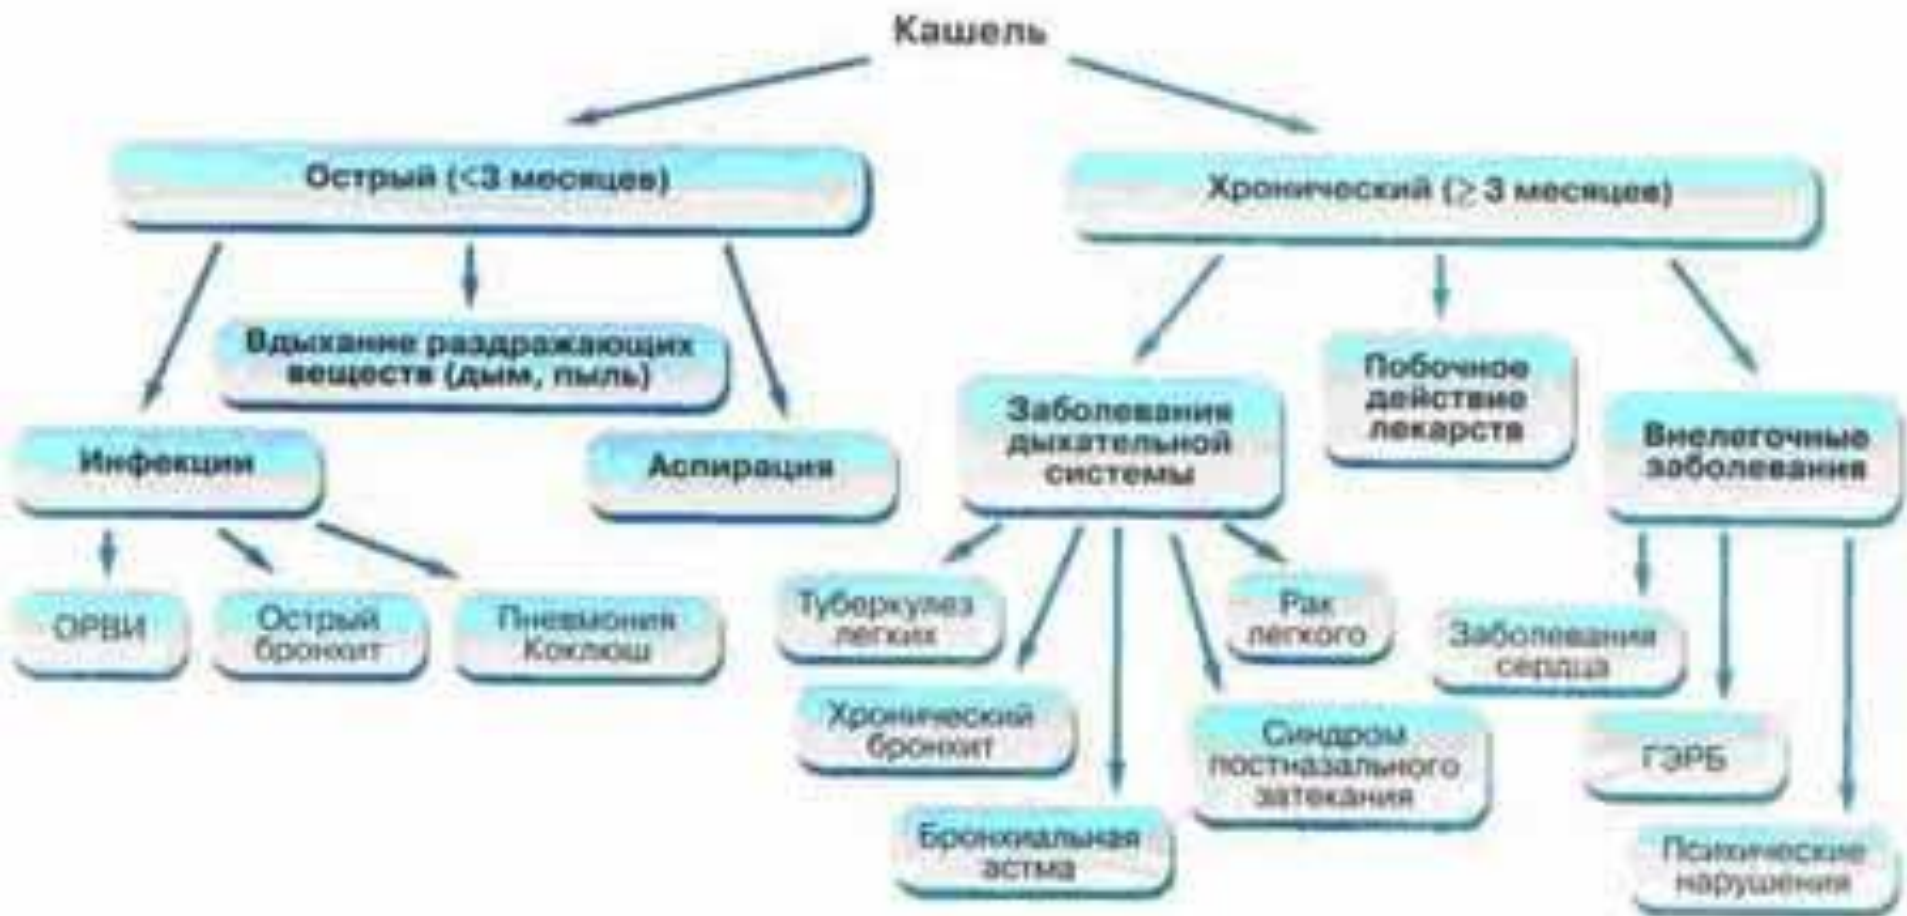 Кашель
Острый (<3 месяцев)
Хронический (≥ 3 месяцев)
Вдыхание раздражающих
веществ (дым, пыль)
Инфекции
Аспирация
ОРВИ
Острый
бронхит
Пневмония
Коклюш
Заболевания
дыхательной
системы
Побочное
действие
лекарств
Внелегочные
заболевания
Туберкулез
легких
Хронический
бронхит
Бронхиальная
астма
Синдром
постназального
затекания
Рак
легкого
Заболевания
сердца
ГЭРБ
Психические
нарушения